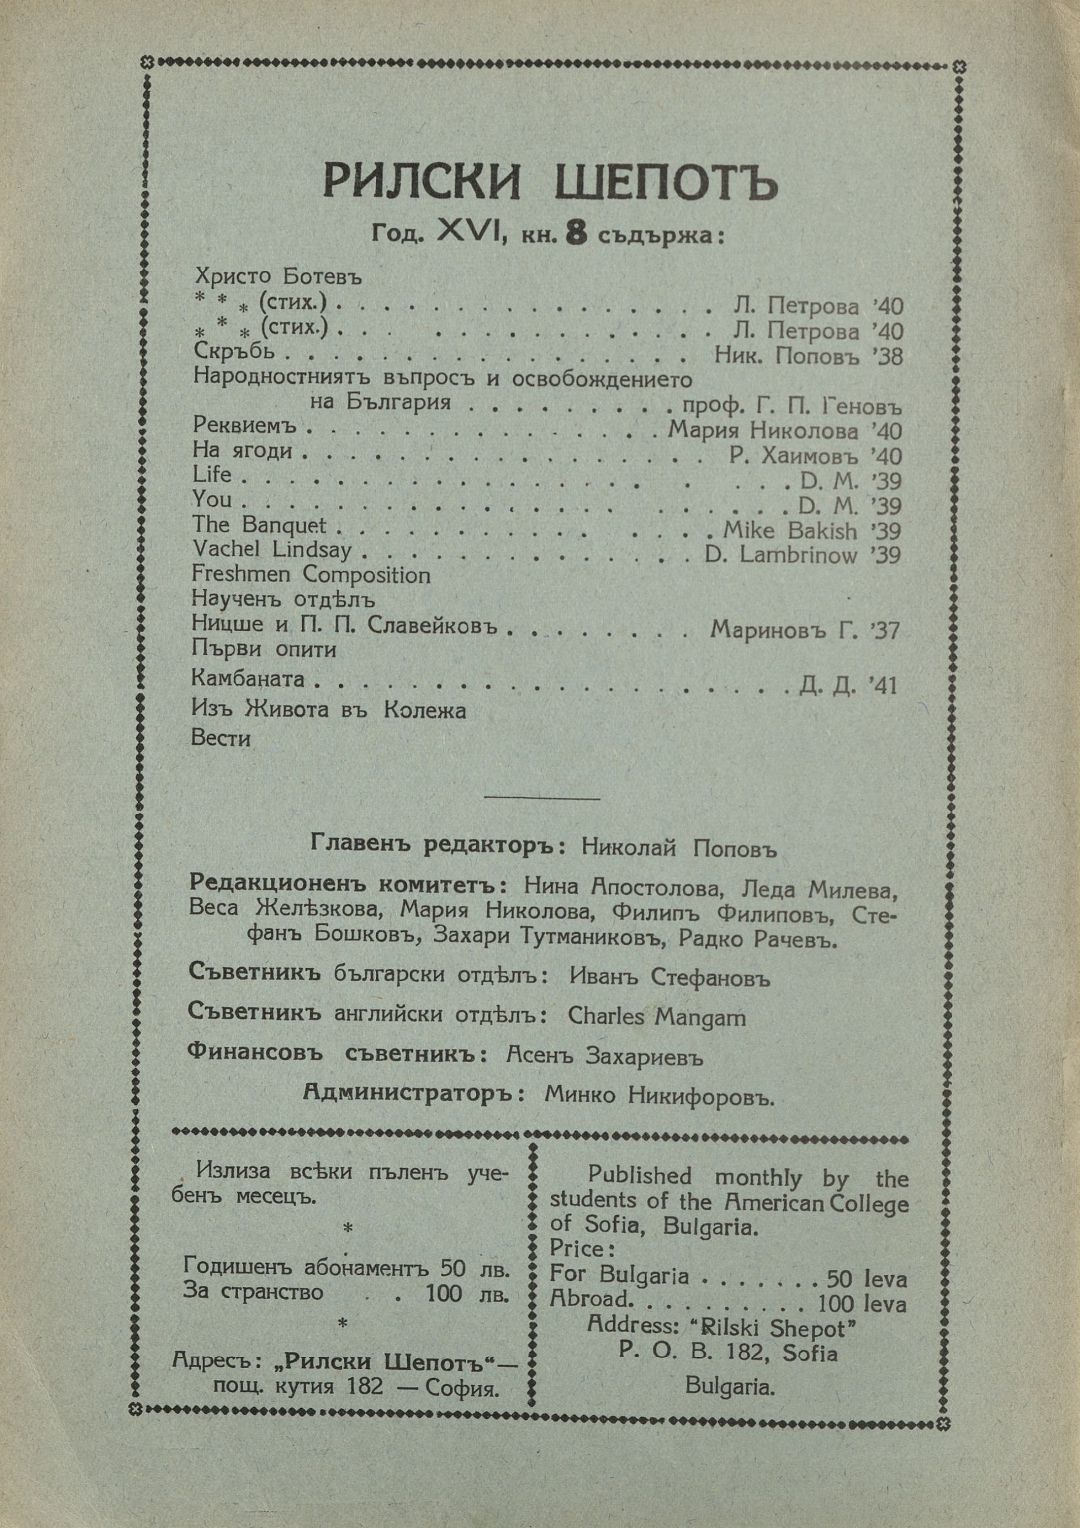 РИЛСКИ ШЕПОТЪ
Год. XVI, кн. 8 съдържа:
Христо Ботевъ
* * * (стих.) . . . . . . . . . . . . . . . . Л. Петрова '40
* * * (стих.) . . . . . . . . . . . . . . . Л. Петрова '40
Скръбь . . . . . . . . . . . . . . . . . Ник. Поповъ '38
Народностниятъ въпросъ и освобождението
на България . . . . . . . . . проф. Г. П. Геновъ
Реквиемъ . . . . . . . . . . . . . . . Мария Николова '40
На ягоди . . . . . . . . . . . . . . . . . Р. Хаимовъ '40
Life . . . . . . . . . . . . . . . . . . . . . D. M. '39
You . . . . . . . . . . . . . . . . . . . . . D. M. '39
The Banquet . . . . . . . . . . . . . . . Mike Bakish '39
Vachel Lindsay . . . . . . . . . . . . . . D. Lambrinow '39
Freshmen Composition
Наученъ отдѣлъ
Ницше и П. П. Славейковъ . . . . . . . . Мариновъ Г. '37
Първи опити
Камбаната . . . . . . . . . . . . . . . . . . . . Д. Д. '41
Изъ Живота въ Колежа
Вести
Главенъ редакторъ: Николай Поповъ
Редакционенъ комитетъ: Нина Апостолова, Леда Милева,
Веса Желѣзкова, Мария Николова, Филипъ Филиповъ, Сте-
фанъ Бошковъ, Захари Тутманиковъ, Радко Рачевъ.
Съветникъ български отдѣлъ: Иванъ Стефановъ
Съветникъ английски отдѣлъ: Charles Mangam
Финансовъ съветникъ: Асенъ Захариевъ
Администраторъ: Минко Никифоровъ.
Излиза всѣки пъленъ уче-
бенъ месецъ.
*
Годишенъ абонаментъ 50 лв.
За странство . . 100 лв.
*
Адресъ: „Рилски Шепотъ“—
пощ. кутия 182 — София.
Published monthly by the
students of the American College
of Sofia, Bulgaria.
Price:
For Bulgaria . . . . . . . 50 leva
Abroad. . . . . . . . . . 100 leva
Address: "Rilski Shepot"
P. O. B. 182, Sofia
Bulgaria.